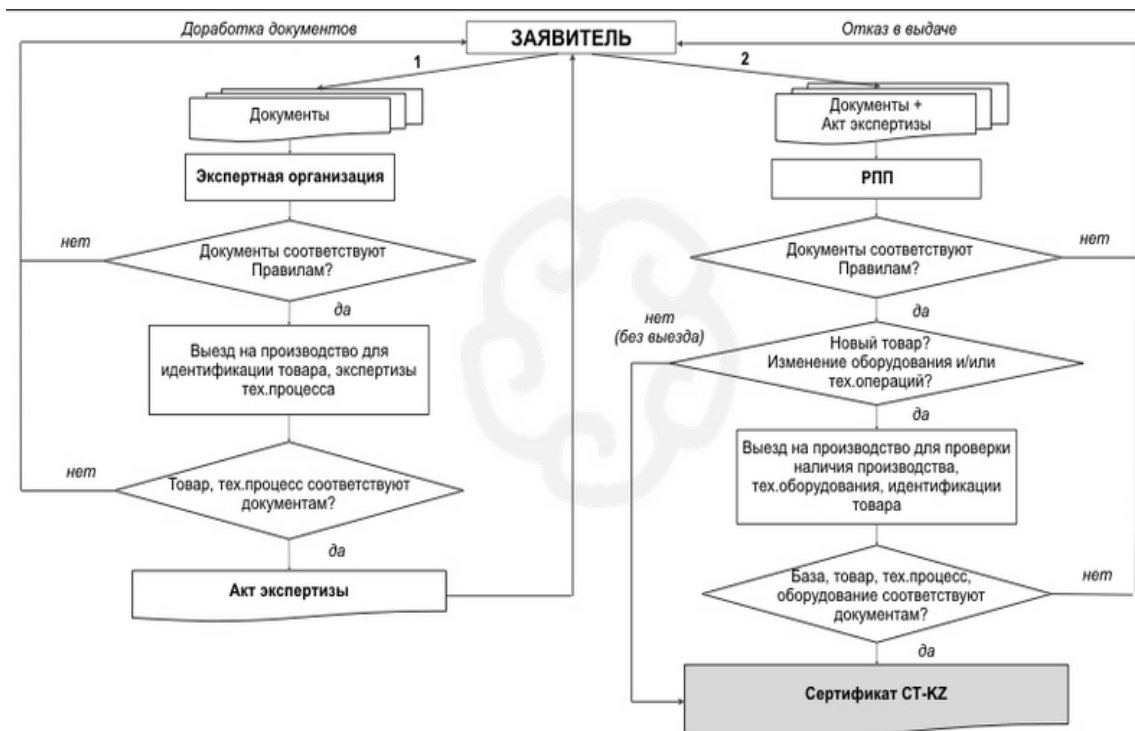 Доработка документов
ЗАЯВИТЕЛЬ
Отказ в выдаче
1
2
Документы
Экспертная организация
нет
Документы соответствуют
Правилам?
да
Выезд на производство для
идентификации товара, экспертизы
тех.процесса
нет
Товар, тех.процесс соответствуют
документам?
да
Акт экспертизы
Документы +
Акт экспертизы
РПП
Документы соответствуют
Правилам?
нет
да
нет
(без выезда)
Новый товар?
Изменение оборудования и/или
тех.операций?
да
Выезд на производство для проверки
наличия производства,
тех.оборудования, идентификации
товара
База, товар, тех.процесс,
оборудование соответствуют
документам?
нет
да
Сертификат CT-KZ